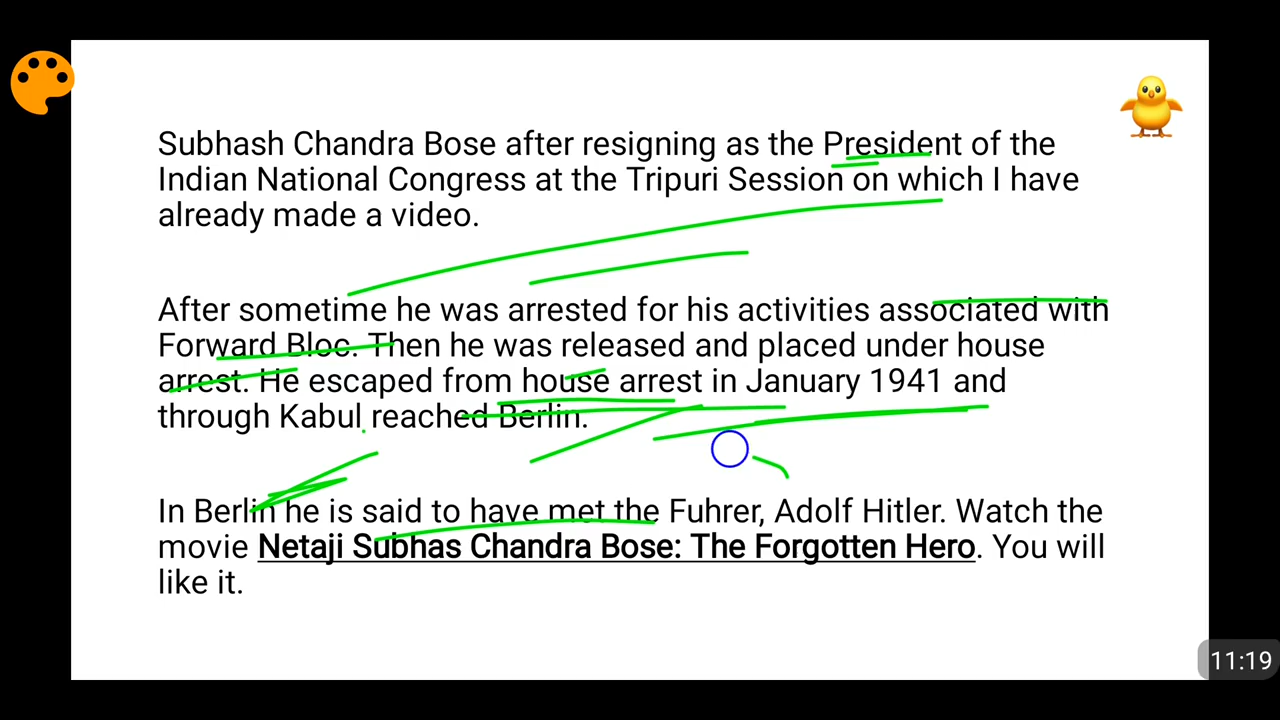 Subhash Chandra Bose after resigning as the President of the
Indian National Congress at the Tripuri Session on which I have
already made a video.
After sometime he was arrested for his activities associated with
Forward Bloc. Then he was released and placed under house
arrest. He escaped from house arrest in January 1941 and
through Kabul reached Berlin.
In Berlin he is said to have met the Fuhrer, Adolf Hitler. Watch the
movie Netaji Subhas Chandra Bose: The Forgotten Hero. You will
like it.
11:19